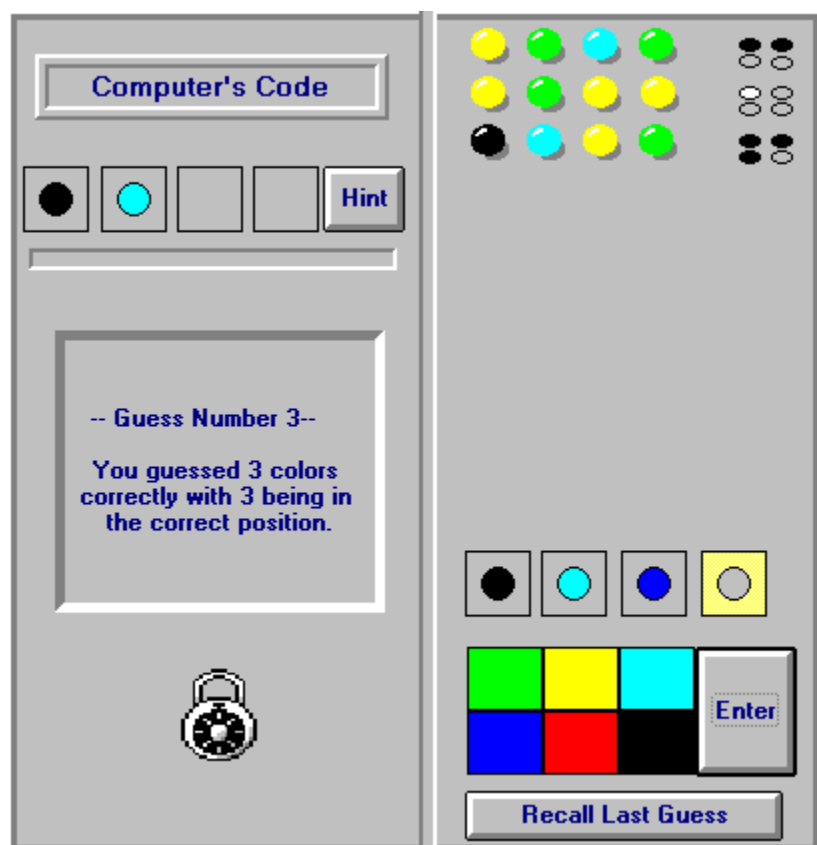 Computer's Code
Hint
-- Guess Number 3--
You guessed 3 colors
correctly with 3 being in
the correct position.
Enter
Recall Last Guess